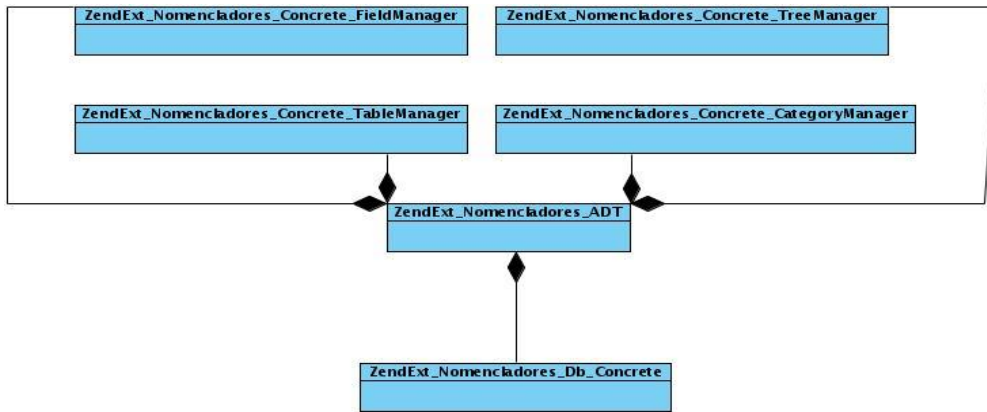 ZendExt_Nomencladores_Concrete_FieldManager
ZendExt_Nomencladores_Concrete_TreeManager
ZendExt_Nomencladores_Concrete_TableManager
ZendExt_Nomencladores_Concrete_CategoryManager
ZendExt_Nomencladores_ADT
ZendExt_Nomencladores_Db_Concrete